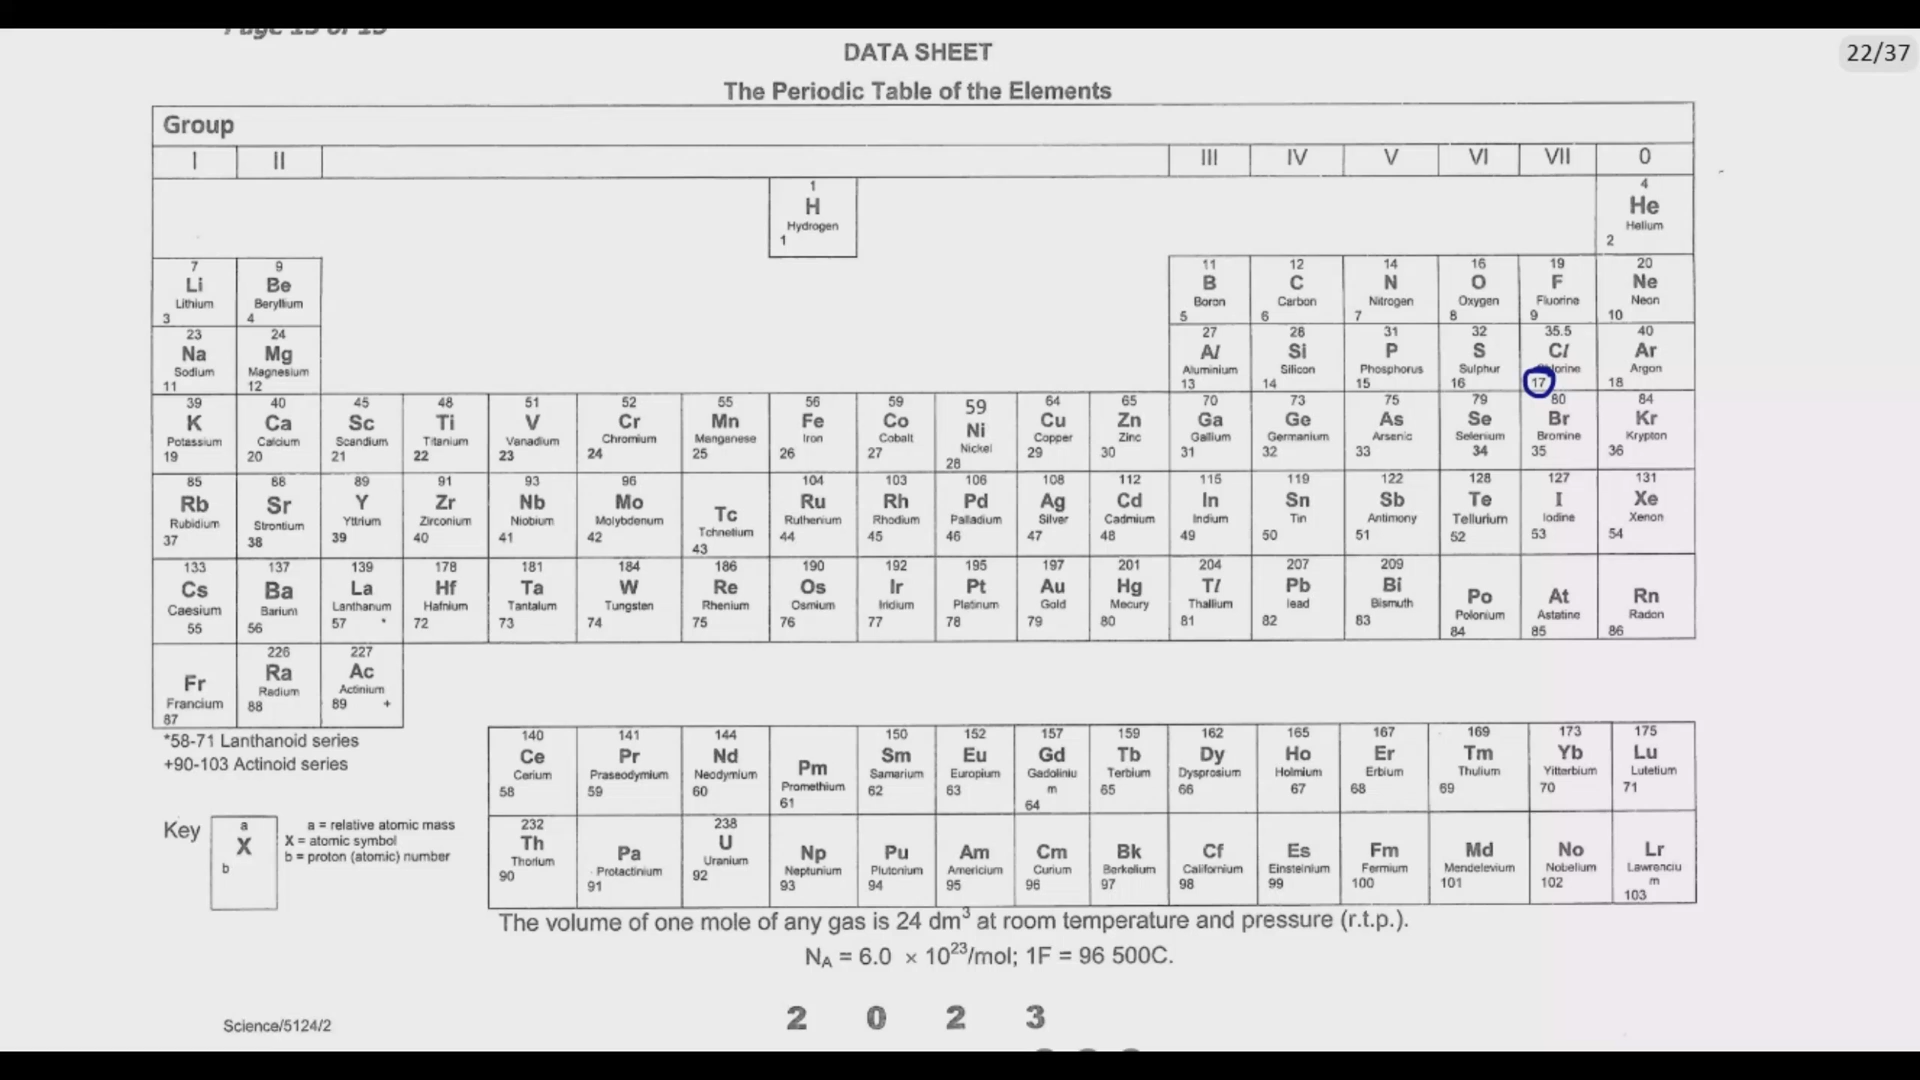 Page 15 of 15
DATA SHEET
22/37
The Periodic Table of the Elements
Group
I II III IV V VI VII 0
1 4
H He
Hydrogen Helium
1 2
7 9 11 12 14 16 19 20
Li Be B C N O F Ne
Lithium Beryllium Boron Carbon Nitrogen Oxygen Fluorine Neon
3 4 5 6 7 8 9 10
23 24 27 28 31 32 35.5 40
Na Mg Al Si P S Cl Ar
Sodium Magnesium Aluminium Silicon Phosphorus Sulphur Chlorine Argon
11 12 13 14 15 16 17 18
39 40 45 48 51 52 55 56 59 59 64 65 70 73 75 79 80 84
K Ca Sc Ti V Cr Mn Fe Co Ni Cu Zn Ga Ge As Se Br Kr
Potassium Calcium Scandium Titanium Vanadium Chromium Manganese Iron Cobalt Nickel Copper Zinc Gallium Germanium Arsenic Selenium Bromine Krypton
19 20 21 22 23 24 25 26 27 28 29 30 31 32 33 34 35 36
85 88 89 91 93 96 104 103 106 108 112 115 119 122 128 127 131
Rb Sr Y Zr Nb Mo Tc Ru Rh Pd Ag Cd In Sn Sb Te I Xe
Rubidium Strontium Yttrium Zirconium Niobium Molybdenum Tchnetium Ruthenium Rhodium Palladium Silver Cadmium Indium Tin Antimony Tellurium Iodine Xenon
37 38 39 40 41 42 43 44 45 46 47 48 49 50 51 52 53 54
133 137 139 178 181 184 186 190 192 195 197 201 204 207 209
Cs Ba La Hf Ta W Re Os Ir Pt Au Hg Tl Pb Bi Po At Rn
Caesium Barium Lanthanum Hafnium Tantalum Tungsten Rhenium Osmium Iridium Platinum Gold Mecury Thallium lead Bismuth Polonium Astatine Radon
55 56 57 * 72 73 74 75 76 77 78 79 80 81 82 83 84 85 86
226 227
Fr Ra Ac
Francium Radium Actinium
87 88 89 +
*58-71 Lanthanoid series
+90-103 Actinoid series
140 141 144 150 152 157 159 162 165 167 169 173 175
Ce Pr Nd Pm Sm Eu Gd Tb Dy Ho Er Tm Yb Lu
Cerium Praseodymium Neodymium Promethium Samarium Europium Gadoliniu m Terbium Dysprosium Holmium Erbium Thulium Yitterbium Lutetium
58 59 60 61 62 63 64 65 66 67 68 69 70 71
232 238
Th Pa U Np Pu Am Cm Bk Cf Es Fm Md No Lr
Thorium Protactinium Uranium Neptunium Plutonium Americium Curium Berkelium Californium Einsteinium Fermium Mendelevium Nobelium Lawrenciu m
90 91 92 93 94 95 96 97 98 99 100 101 102 103
Key
a
X
b
a = relative atomic mass
X = atomic symbol
b = proton (atomic) number
The volume of one mole of any gas is 24 dm³ at room temperature and pressure (r.t.p.).
N_A = 6.0 × 10²³/mol; 1F = 96 500C.
2 0 2 3
Science/5124/2